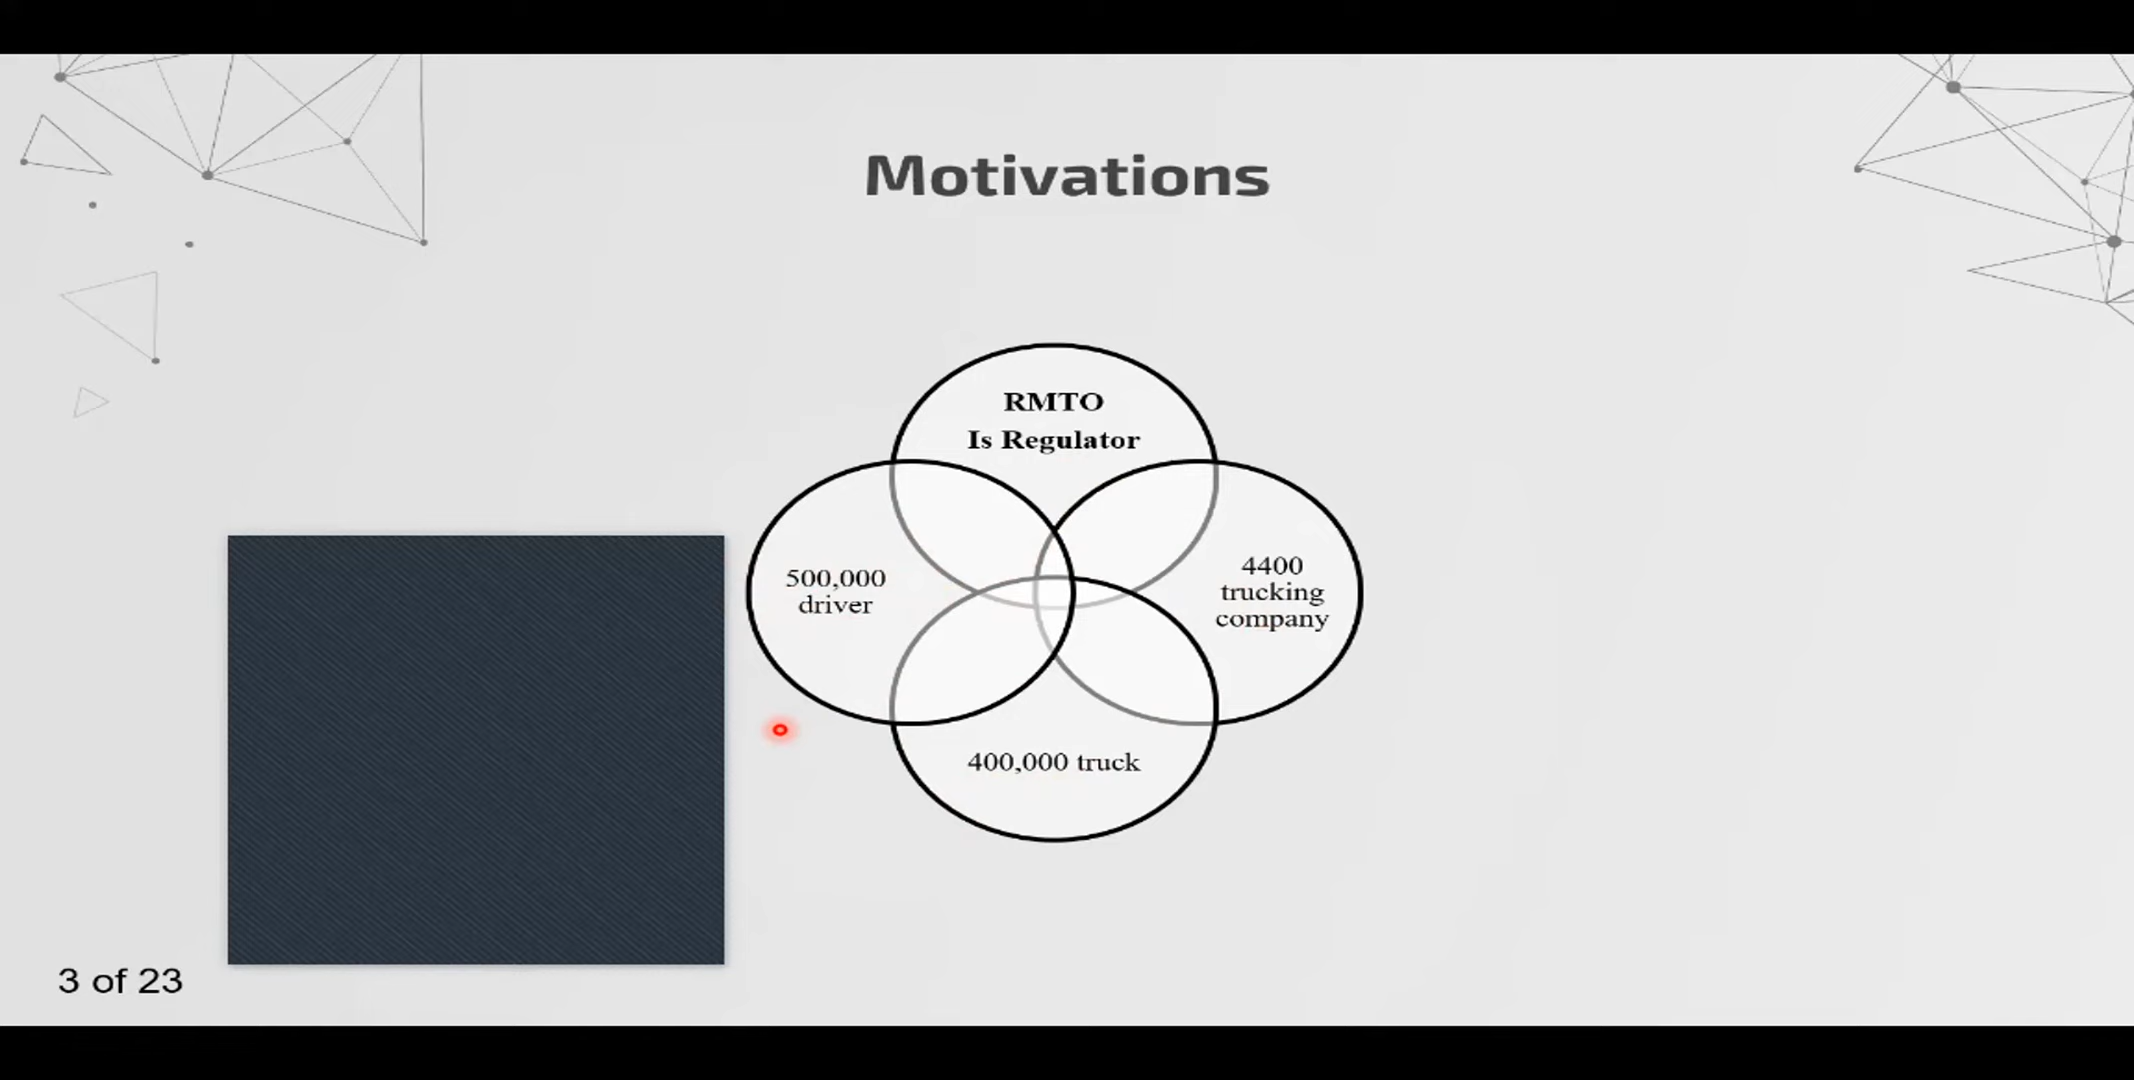 Motivations
RMTO
Is Regulator
500,000
driver
4400
trucking
company
400,000 truck
3 of 23